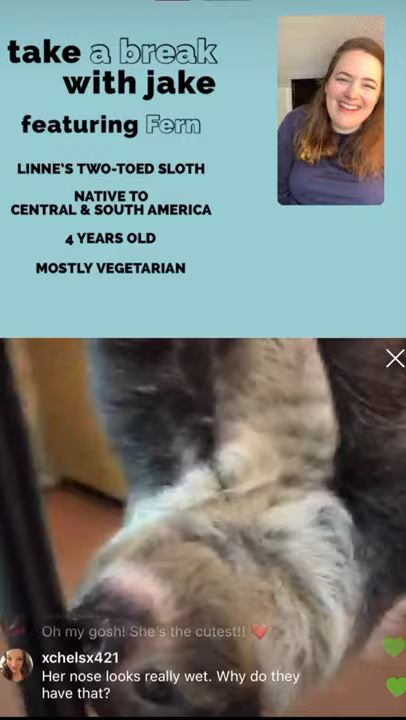 take a break
with jake
featuring Fern
LINNE'S TWO-TOED SLOTH
NATIVE TO
CENTRAL & SOUTH AMERICA
4 YEARS OLD
MOSTLY VEGETARIAN
Oh my gosh! She's the cutest!! ❤️
xchelsx421
Her nose looks really wet. Why do they
have that?